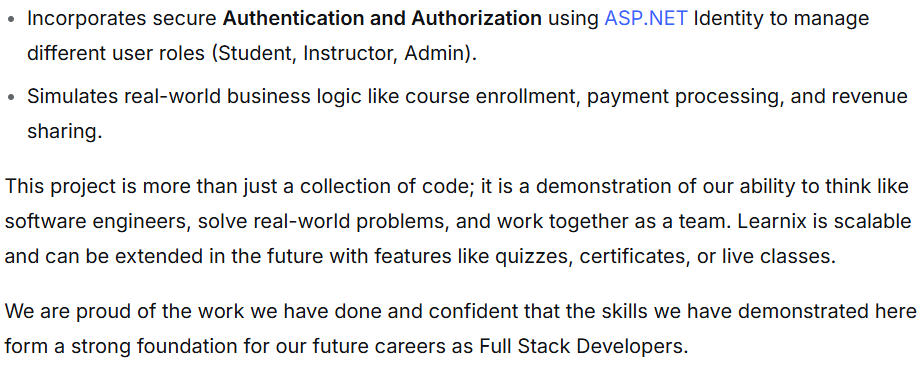 • Incorporates secure Authentication and Authorization using ASP.NET Identity to manage
different user roles (Student, Instructor, Admin).
• Simulates real-world business logic like course enrollment, payment processing, and revenue
sharing.
This project is more than just a collection of code; it is a demonstration of our ability to think like
software engineers, solve real-world problems, and work together as a team. Learnix is scalable
and can be extended in the future with features like quizzes, certificates, or live classes.
We are proud of the work we have done and confident that the skills we have demonstrated here
form a strong foundation for our future careers as Full Stack Developers.